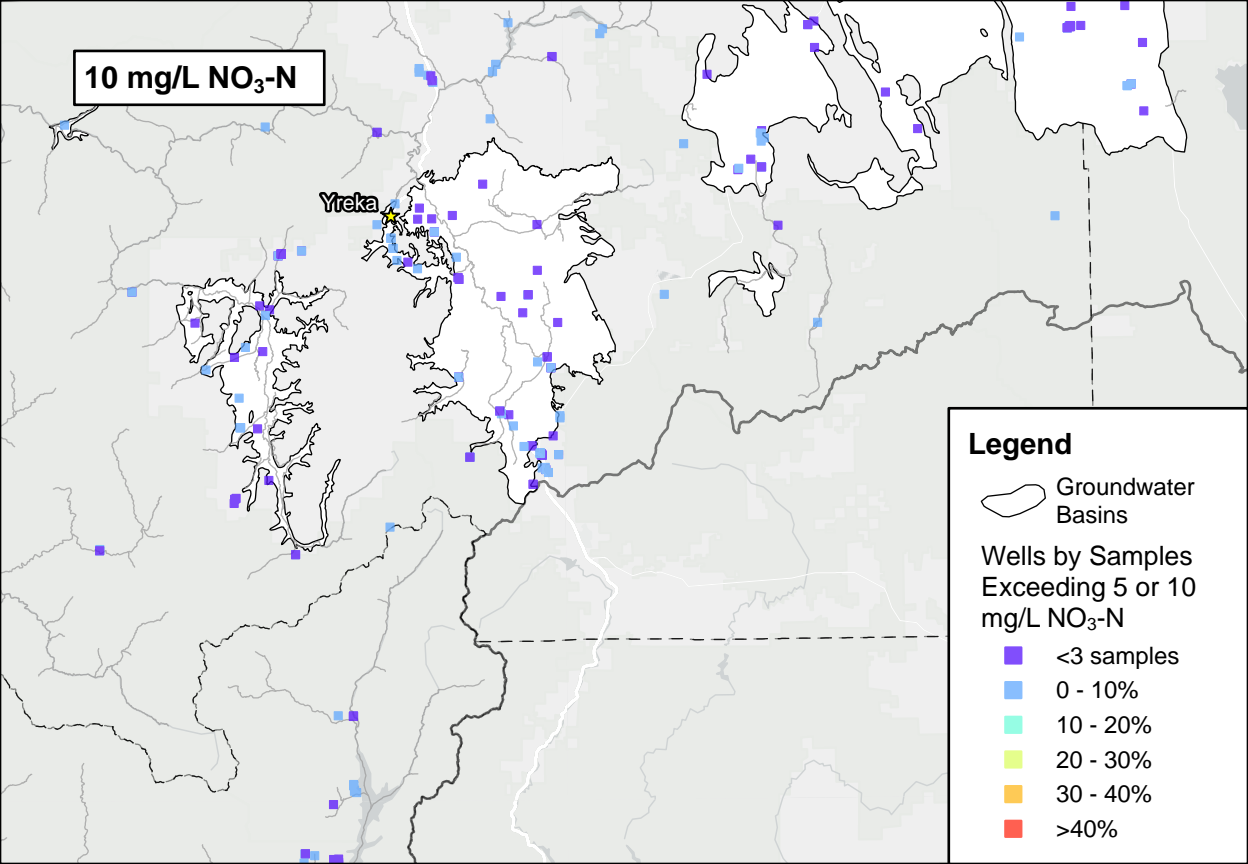 10 mg/L NO₃-N
Yreka
Legend
Groundwater
Basins
Wells by Samples
Exceeding 5 or 10
mg/L NO₃-N
<3 samples
0 - 10%
10 - 20%
20 - 30%
30 - 40%
>40%